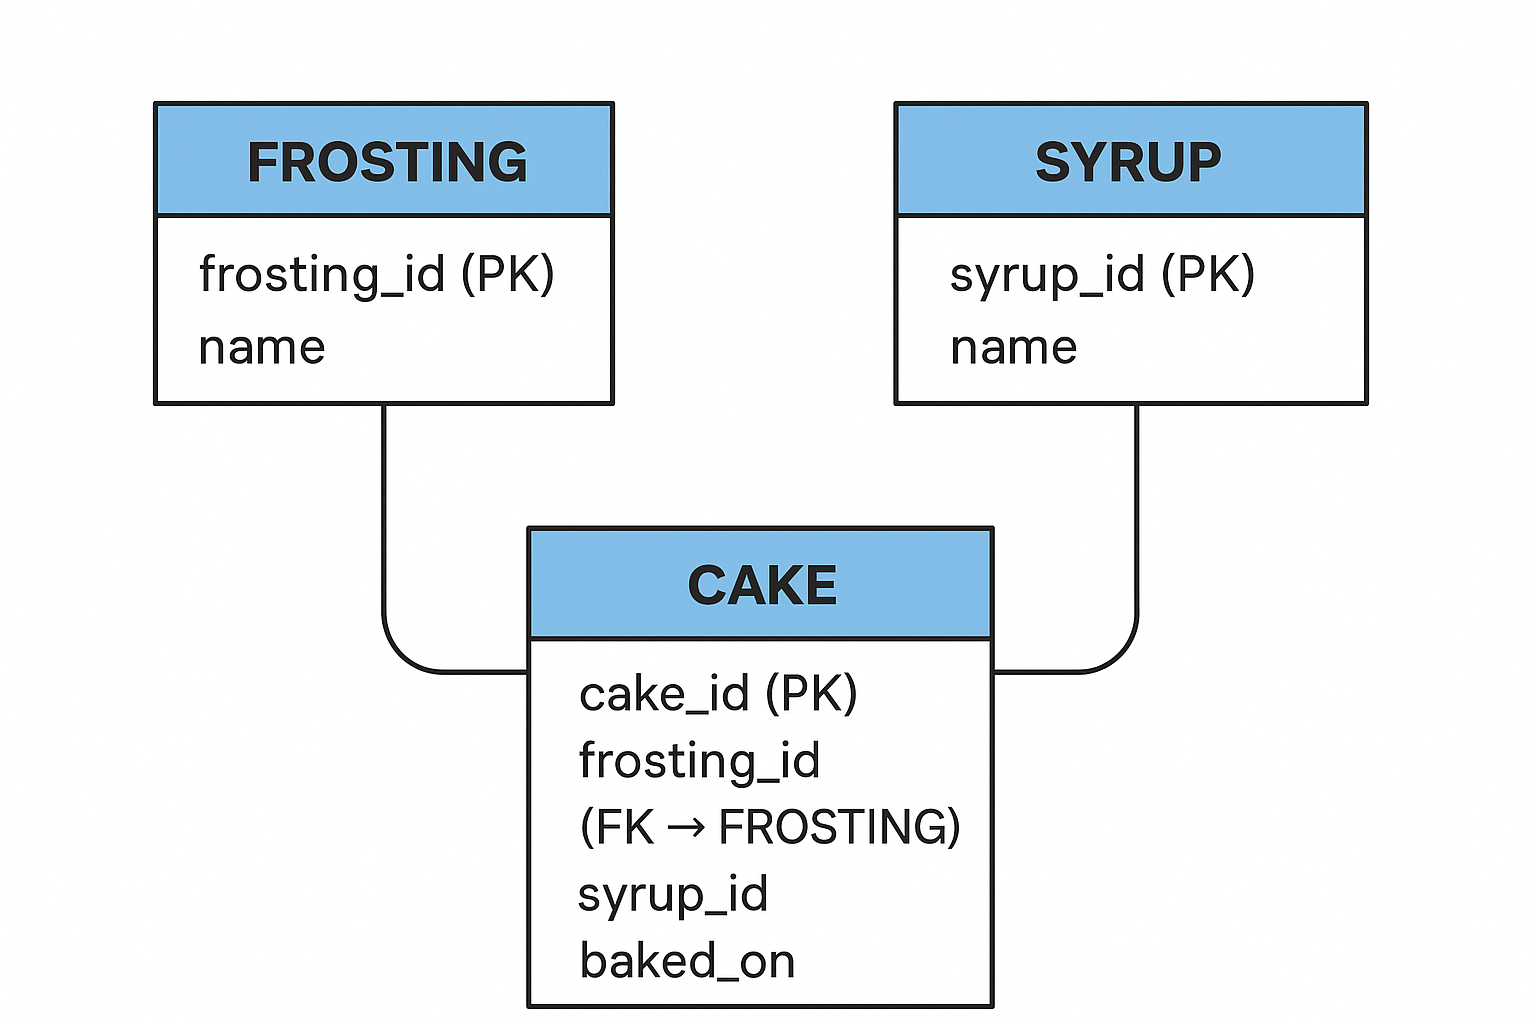 FROSTING
frosting_id (PK)
name
SYRUP
syrup_id (PK)
name
CAKE
cake_id (PK)
frosting_id
(FK → FROSTING)
syrup_id
baked_on